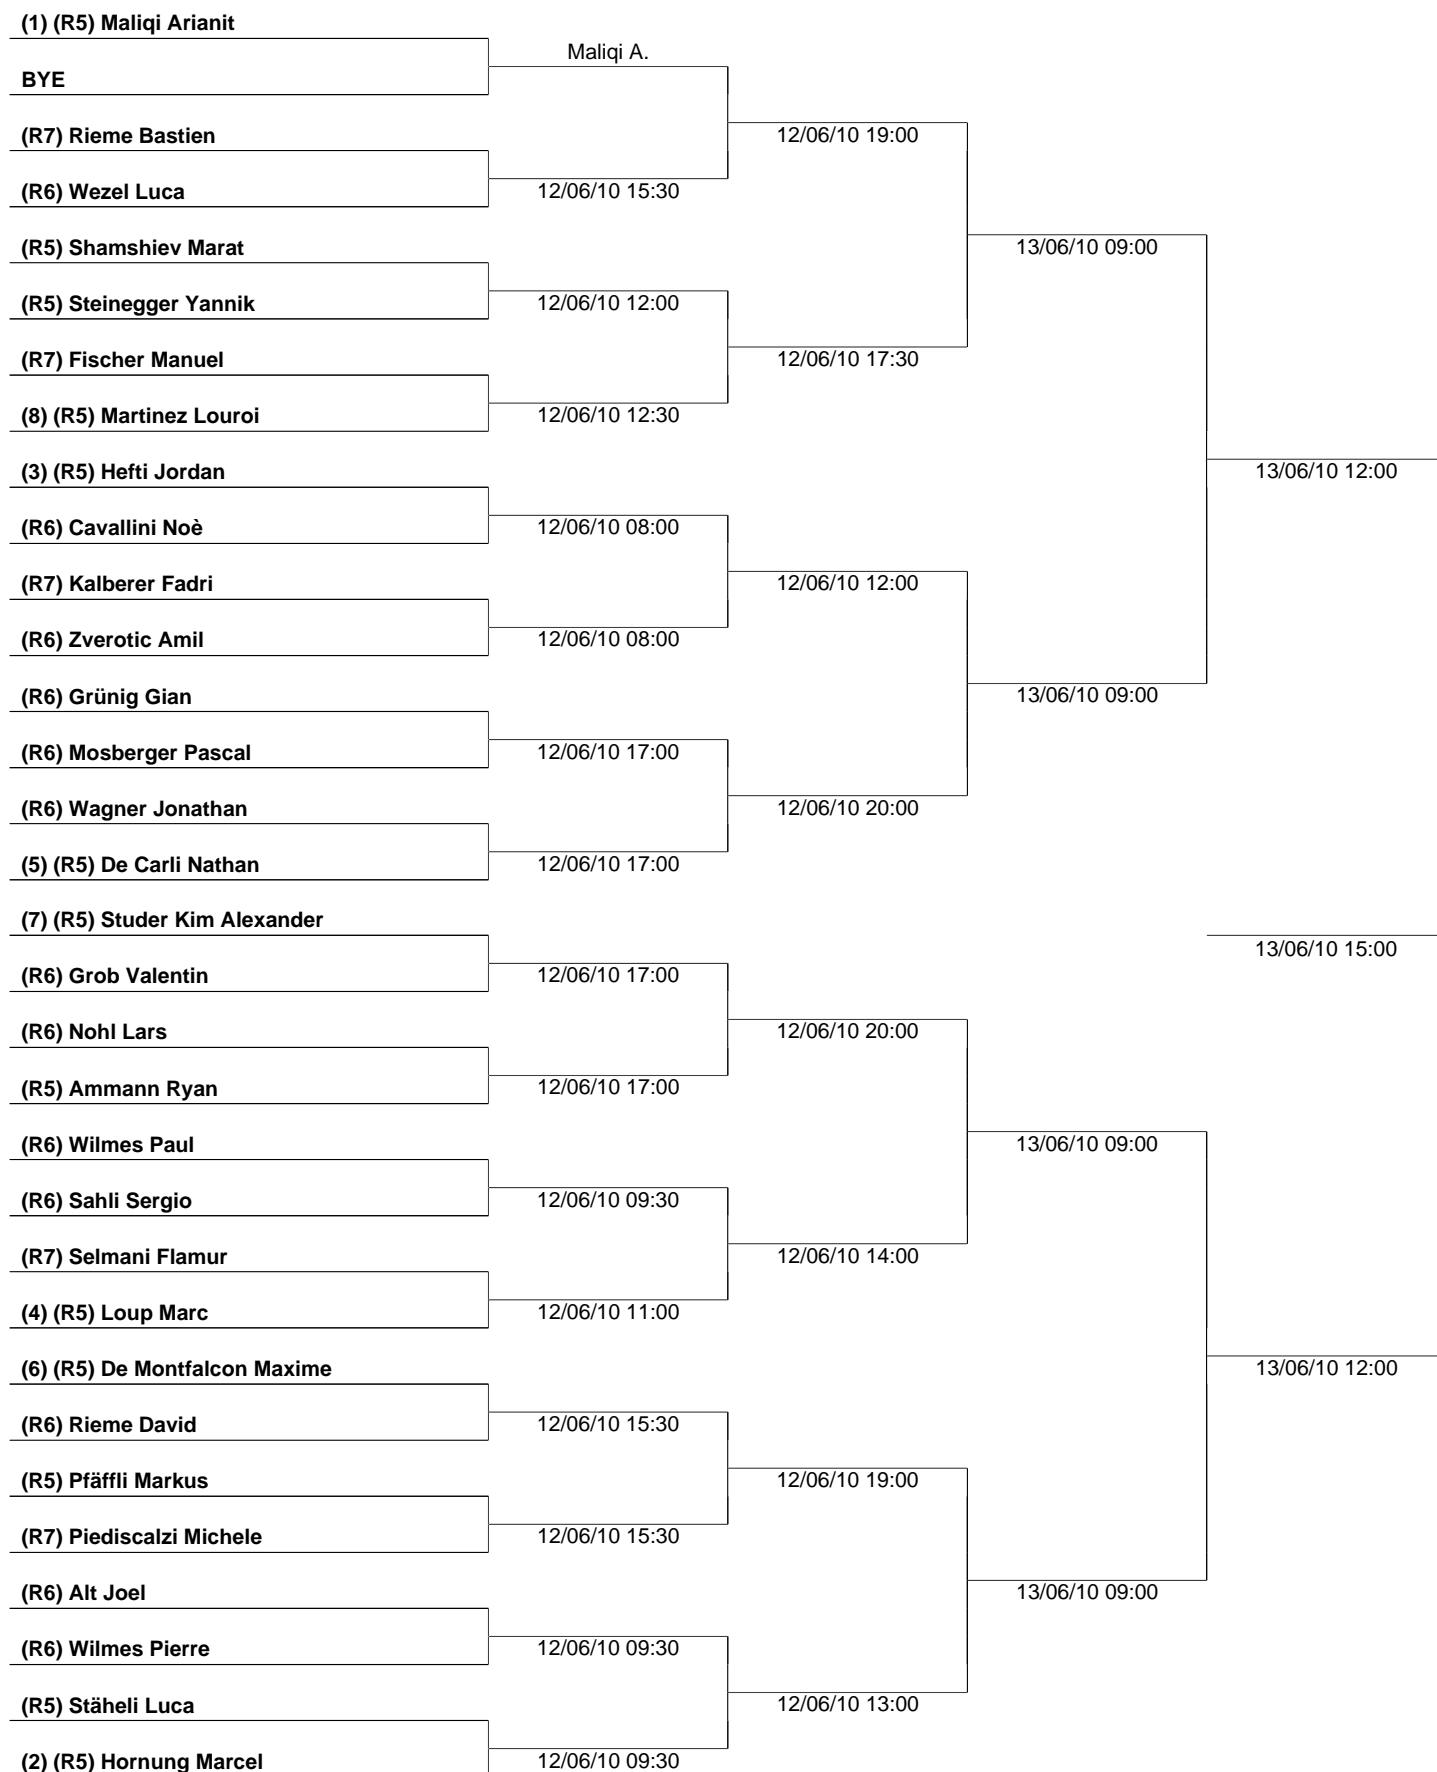 (1) (R5) Maliqi Arianit
Maliqi A.
BYE
(R7) Rieme Bastien
12/06/10 19:00
(R6) Wezel Luca
12/06/10 15:30
(R5) Shamshiev Marat
13/06/10 09:00
(R5) Steinegger Yannik
12/06/10 12:00
(R7) Fischer Manuel
12/06/10 17:30
(8) (R5) Martinez Louroi
12/06/10 12:30
(3) (R5) Hefti Jordan
13/06/10 12:00
(R6) Cavallini Noè
12/06/10 08:00
(R7) Kalberer Fadri
12/06/10 12:00
(R6) Zverotic Amil
12/06/10 08:00
(R6) Grünig Gian
13/06/10 09:00
(R6) Mosberger Pascal
12/06/10 17:00
(R6) Wagner Jonathan
12/06/10 20:00
(5) (R5) De Carli Nathan
12/06/10 17:00
(7) (R5) Studer Kim Alexander
13/06/10 15:00
(R6) Grob Valentin
12/06/10 17:00
(R6) Nohl Lars
12/06/10 20:00
(R5) Ammann Ryan
12/06/10 17:00
(R6) Wilmes Paul
13/06/10 09:00
(R6) Sahli Sergio
12/06/10 09:30
(R7) Selmani Flamur
12/06/10 14:00
(4) (R5) Loup Marc
12/06/10 11:00
(6) (R5) De Montfalcon Maxime
13/06/10 12:00
(R6) Rieme David
12/06/10 15:30
(R5) Pfäffli Markus
12/06/10 19:00
(R7) Piediscalzi Michele
12/06/10 15:30
(R6) Alt Joel
13/06/10 09:00
(R6) Wilmes Pierre
12/06/10 09:30
(R5) Stäheli Luca
12/06/10 13:00
(2) (R5) Hornung Marcel
12/06/10 09:30